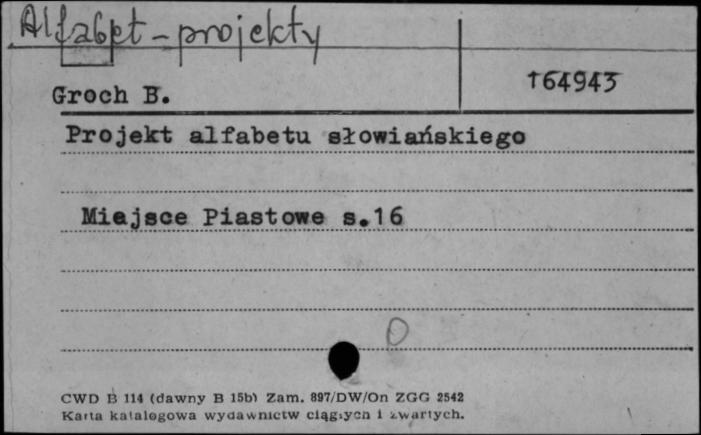 Alfabet - projekty
164943
Groch B.
Projekt alfabetu słowiańskiego
Miejsce Piastowe s.16
CWD B 114 (dawny B 15b) Zam. 897/DW/On ZGG 2542
Karta katalogowa wydawnictw ciągłych i zwartych.